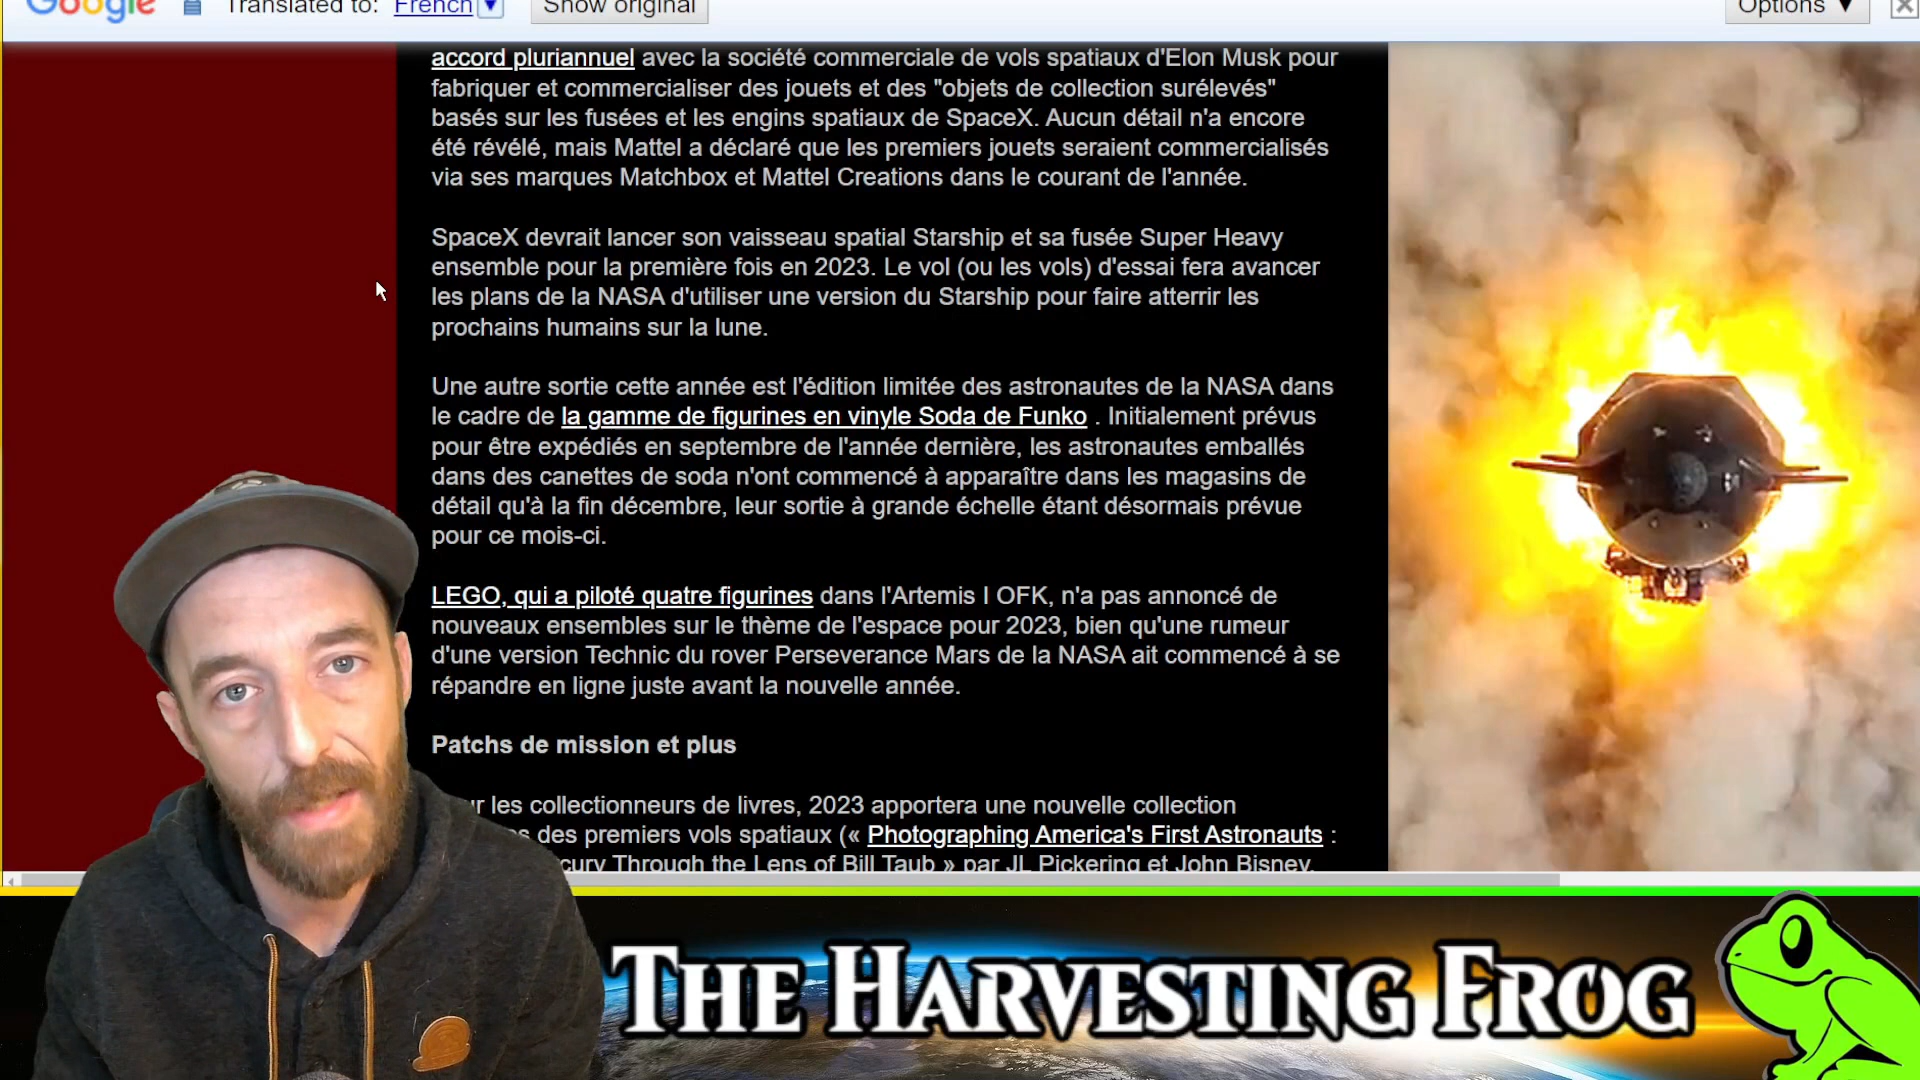 Google Translated to: French ▼ Show original Options ▼
accord pluriannuel avec la société commerciale de vols spatiaux d'Elon Musk pour
fabriquer et commercialiser des jouets et des "objets de collection surélevés"
basés sur les fusées et les engins spatiaux de SpaceX. Aucun détail n'a encore
été révélé, mais Mattel a déclaré que les premiers jouets seraient commercialisés
via ses marques Matchbox et Mattel Creations dans le courant de l'année.
SpaceX devrait lancer son vaisseau spatial Starship et sa fusée Super Heavy
ensemble pour la première fois en 2023. Le vol (ou les vols) d'essai fera avancer
les plans de la NASA d'utiliser une version du Starship pour faire atterrir les
prochains humains sur la lune.
Une autre sortie cette année est l'édition limitée des astronautes de la NASA dans
le cadre de la gamme de figurines en vinyle Soda de Funko . Initialement prévus
pour être expédiés en septembre de l'année dernière, les astronautes emballés
dans des canettes de soda n'ont commencé à apparaître dans les magasins de
détail qu'à la fin décembre, leur sortie à grande échelle étant désormais prévue
pour ce mois-ci.
LEGO, qui a piloté quatre figurines dans l'Artemis I OFK, n'a pas annoncé de
nouveaux ensembles sur le thème de l'espace pour 2023, bien qu'une rumeur
d'une version Technic du rover Perseverance Mars de la NASA ait commencé à se
répandre en ligne juste avant la nouvelle année.
Patchs de mission et plus
les collectionneurs de livres, 2023 apportera une nouvelle collection
des premiers vols spatiaux (« Photographing America's First Astronauts :
Through the Lens of Bill Taub » par JL Pickering et John Bisney,
THE HARVESTING FROG